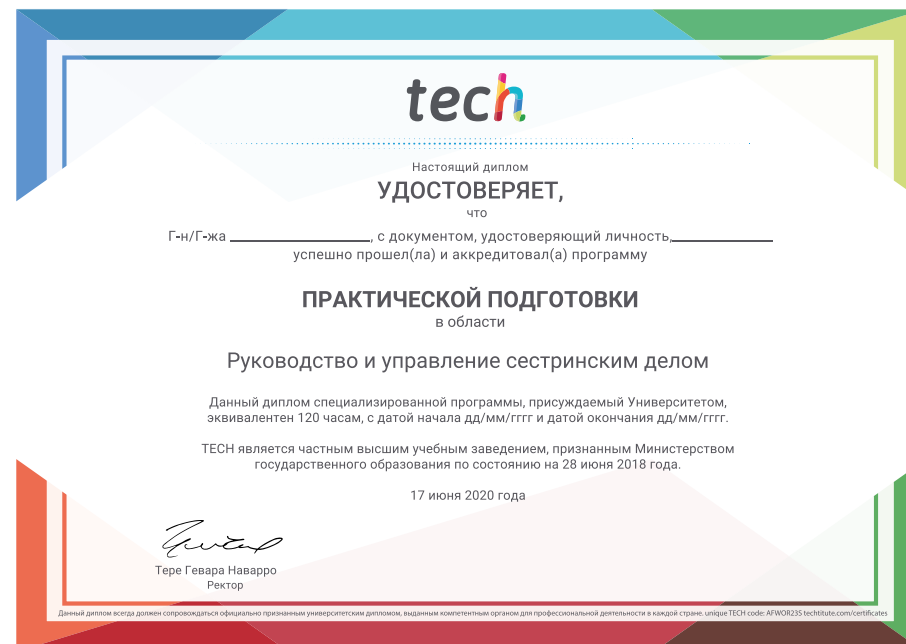 tech
Настоящий диплом
УДОСТОВЕРЯЕТ,
что
Г-н/Г-жа ____________________, с документом, удостоверяющий личность,______________
успешно прошел(ла) и аккредитовал(а) программу
ПРАКТИЧЕСКОЙ ПОДГОТОВКИ
в области
Руководство и управление сестринским делом
Данный диплом специализированной программы, присуждаемый Университетом,
эквивалентен 120 часам, с датой начала дд/мм/гггг и датой окончания дд/мм/гггг.
TECH является частным высшим учебным заведением, признанным Министерством
государственного образования по состоянию на 28 июня 2018 года.
17 июня 2020 года
Тере Гевара Наварро
Ректор
Данный диплом всегда должен сопровождаться официально признанным университетским дипломом, выданным компетентным органом для профессиональной деятельности в каждой стране. unique TECH code: AFWOR23S techtitute.com/certificates